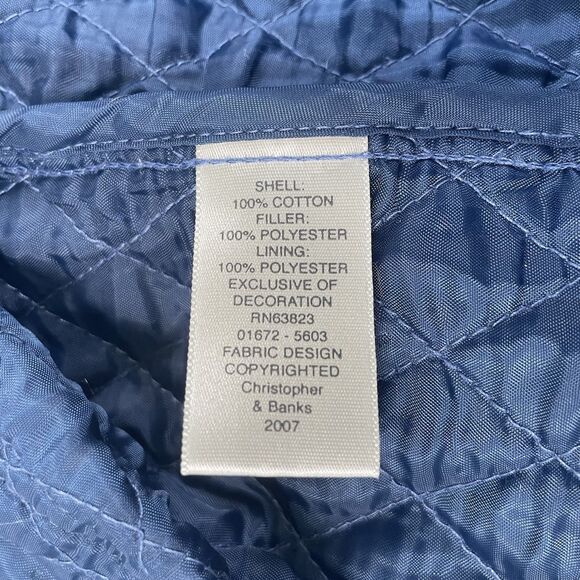 SHELL:
100% COTTON
FILLER:
100% POLYESTER
LINING:
100% POLYESTER
EXCLUSIVE OF
DECORATION
RN63823
01672 - 5603
FABRIC DESIGN
COPYRIGHTED
Christopher
& Banks
2007